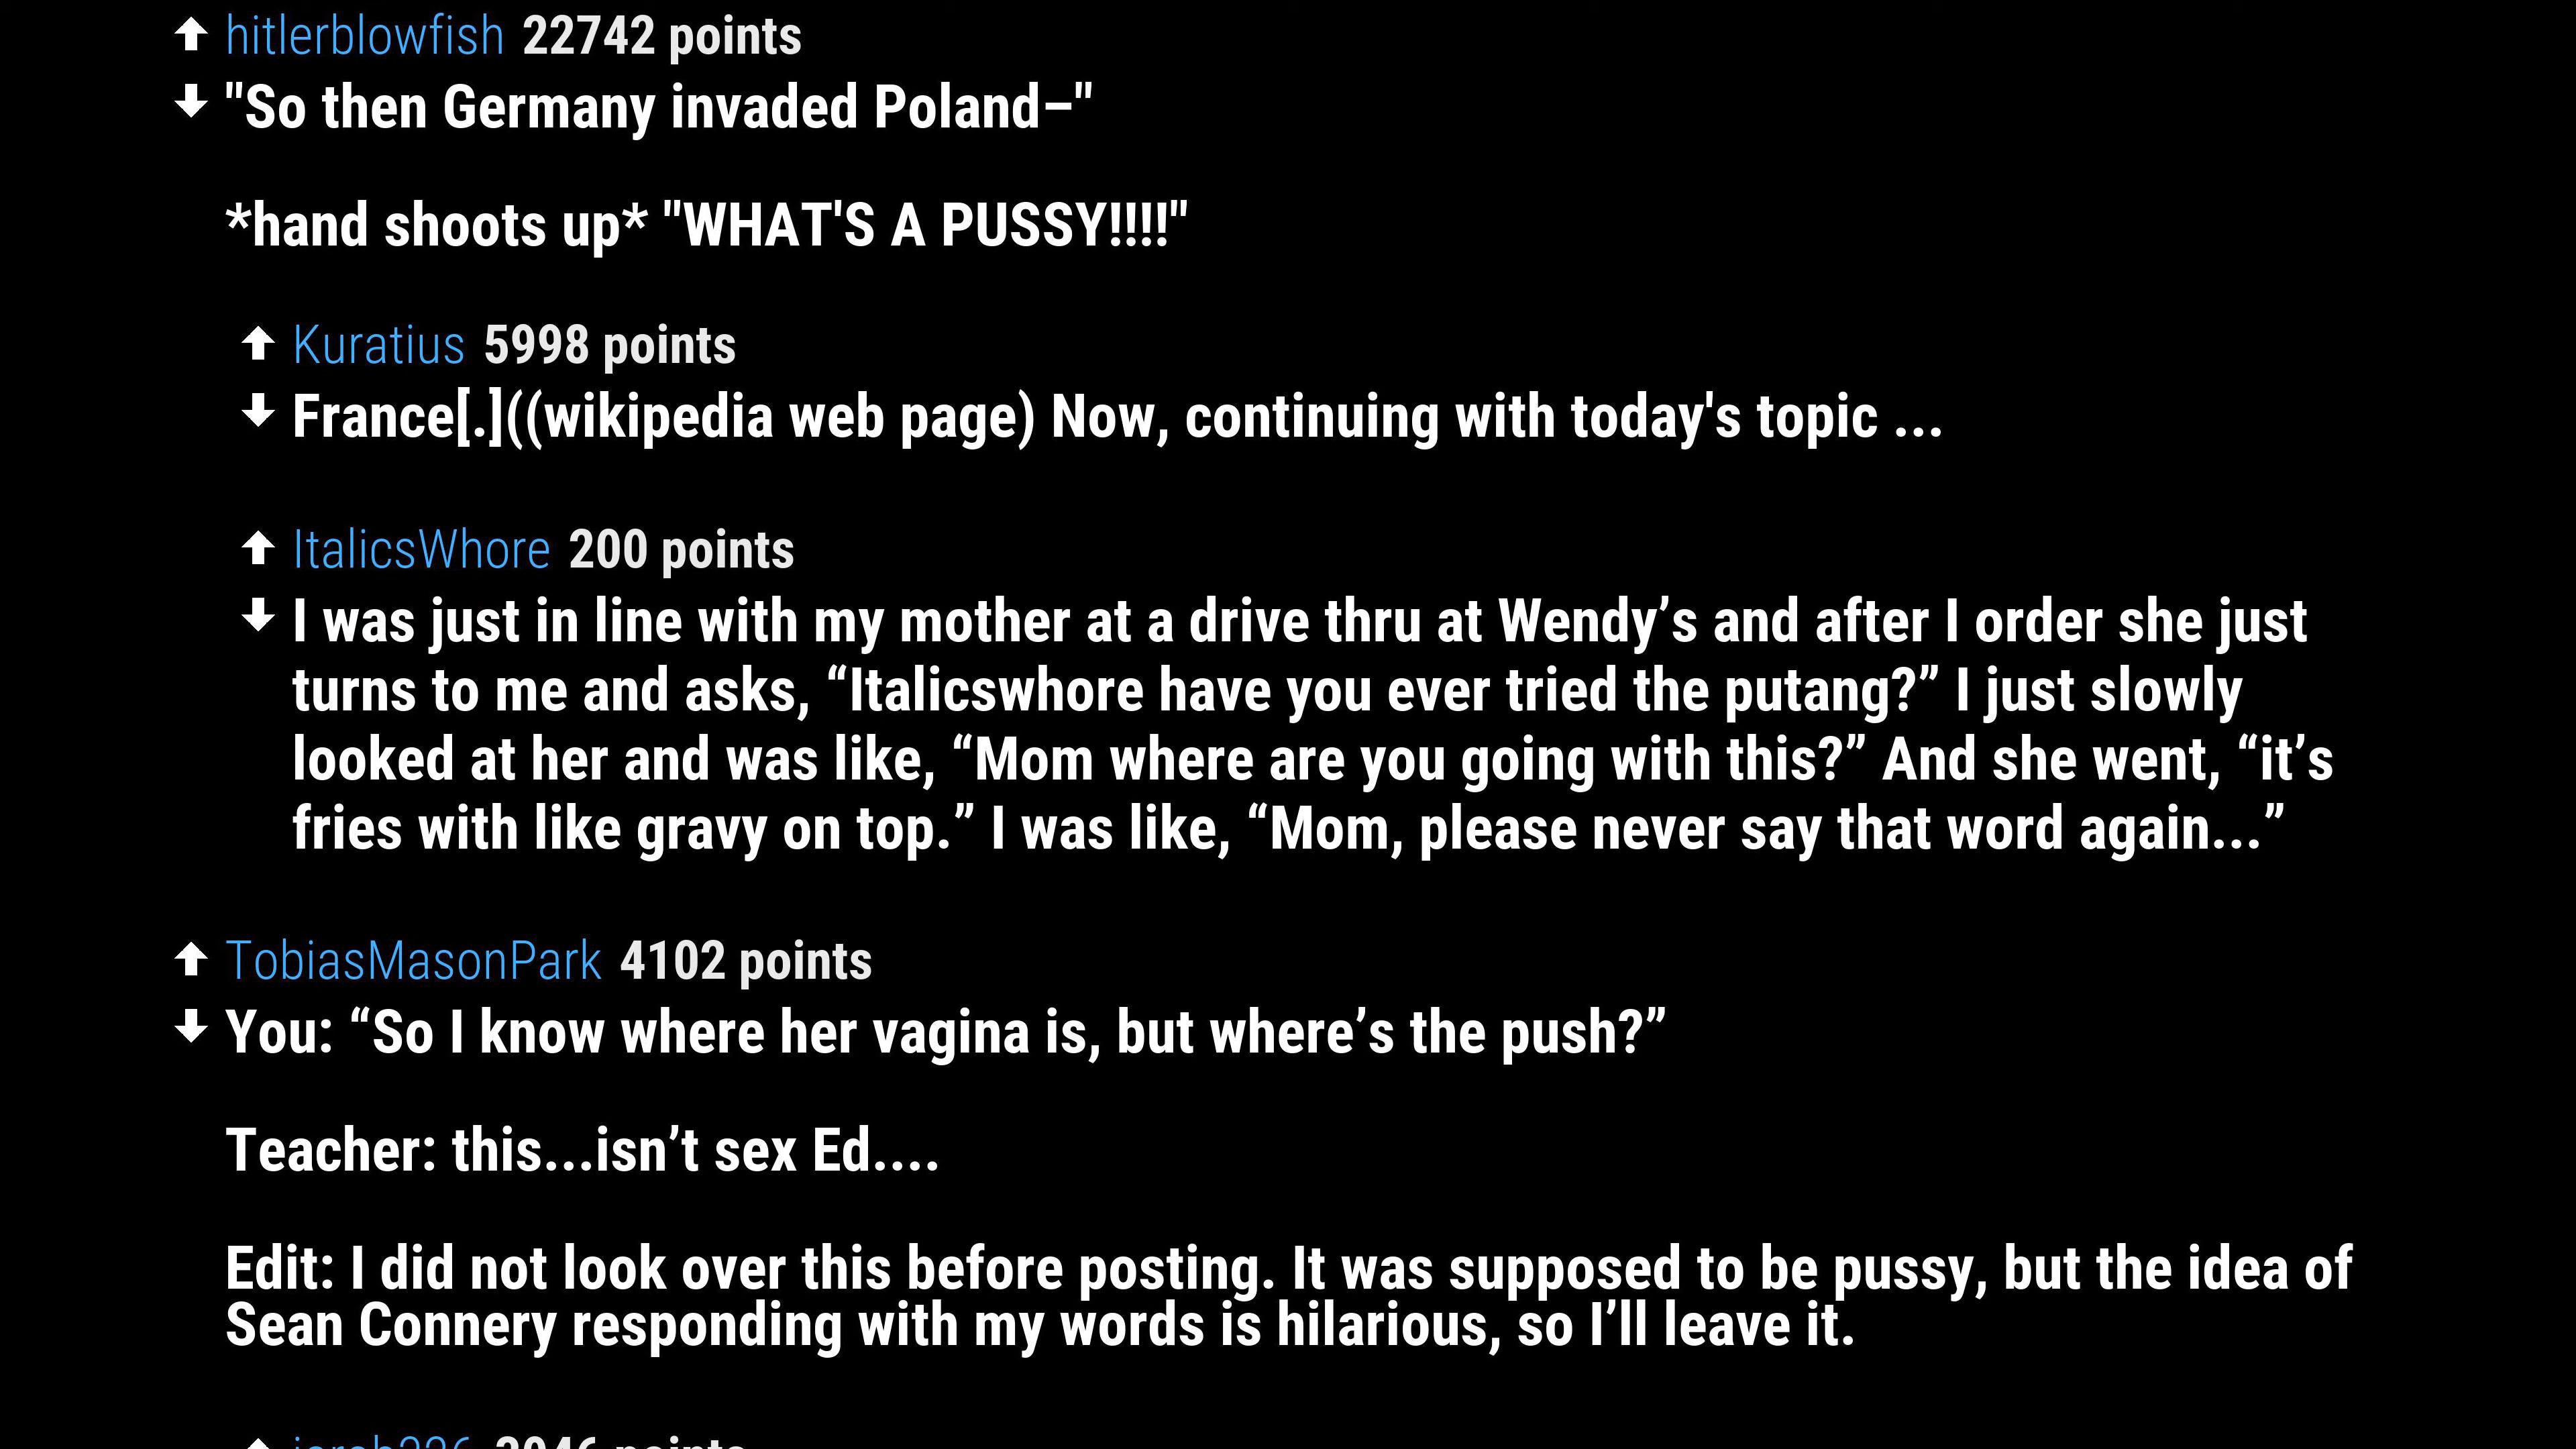 hitlerblowfish 22742 points
"So then Germany invaded Poland–"
*hand shoots up* "WHAT'S A PUSSY!!!!"
Kuratius 5998 points
France[.]((wikipedia web page) Now, continuing with today's topic ...
ItalicsWhore 200 points
I was just in line with my mother at a drive thru at Wendy’s and after I order she just
turns to me and asks, “Italicswhore have you ever tried the putang?” I just slowly
looked at her and was like, “Mom where are you going with this?” And she went, “it’s
fries with like gravy on top.” I was like, “Mom, please never say that word again...”
TobiasMasonPark 4102 points
You: “So I know where her vagina is, but where’s the push?”
Teacher: this...isn’t sex Ed....
Edit: I did not look over this before posting. It was supposed to be pussy, but the idea of
Sean Connery responding with my words is hilarious, so I’ll leave it.
points